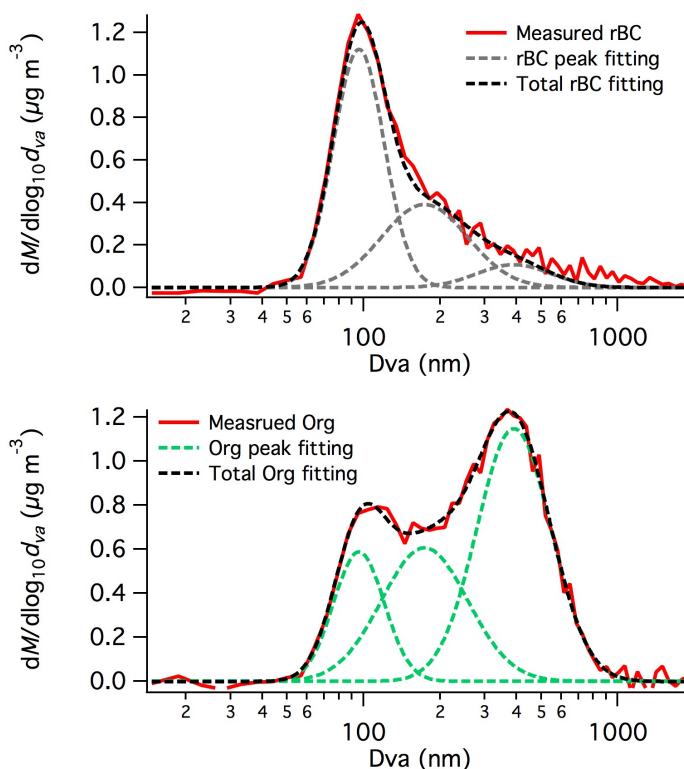 dM/dlog10dva (µg m-3)
1.2
1.0
0.8
0.6
0.4
0.2
0.0
Measured rBC
rBC peak fitting
Total rBC fitting
2 3 4 5 6 2 3 4 5 6
100 1000
Dva (nm)
dM/dlog10dva (µg m-3)
1.2
1.0
0.8
0.6
0.4
0.2
0.0
Measrued Org
Org peak fitting
Total Org fitting
2 3 4 5 6 2 3 4 5 6
100 1000
Dva (nm)